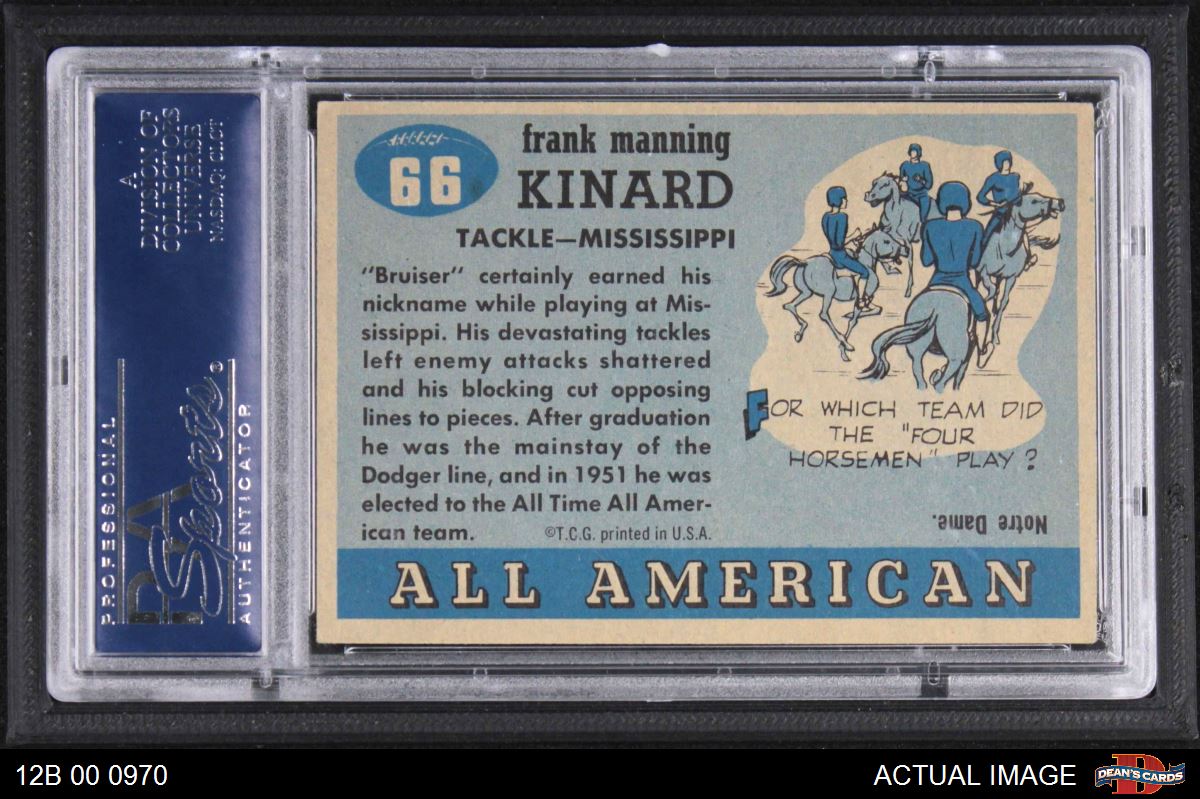 A
DIVISION OF
COLLECTORS
UNIVERSE
NASDAQ: CLCT
PROFESSIONAL
PSA
Sports®
AUTHENTICATOR
66
frank manning
KINARD
TACKLE—MISSISSIPPI
"Bruiser" certainly earned his
nickname while playing at Mis-
sissippi. His devastating tackles
left enemy attacks shattered
and his blocking cut opposing
lines to pieces. After graduation
he was the mainstay of the
Dodger line, and in 1951 he was
elected to the All Time All Amer-
ican team.
©T.C.G. printed in U.S.A.
FOR WHICH TEAM DID
THE "FOUR
HORSEMEN" PLAY?
Notre Dame.
ALL AMERICAN
12B 00 0970
ACTUAL IMAGE
D
DEAN'S CARDS